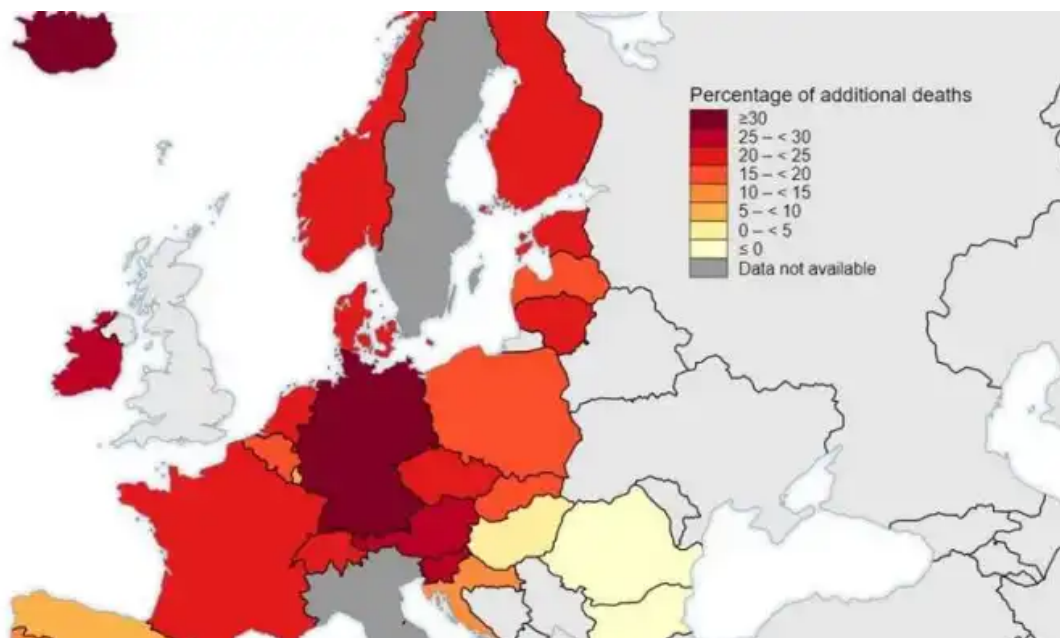 Percentage of additional deaths
≥30
25 – < 30
20 – < 25
15 – < 20
10 – < 15
5 – < 10
0 – < 5
≤ 0
Data not available